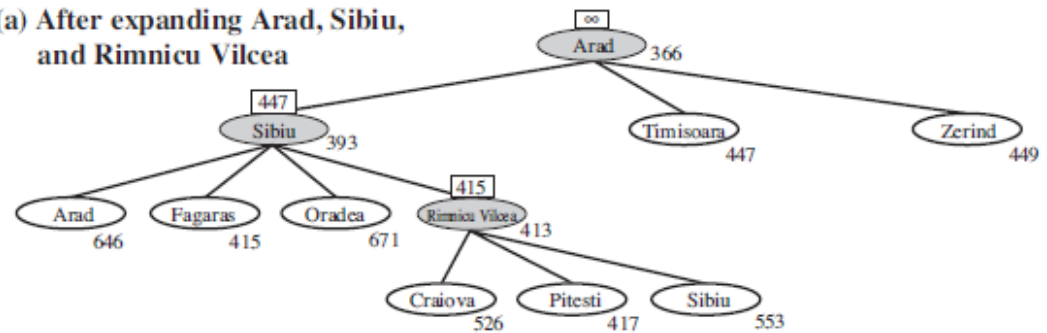 (a) After expanding Arad, Sibiu,
and Rimnicu Vilcea
∞
Arad
366
447
Sibiu
393
Timisoara
447
Zerind
449
Arad
646
Fagaras
415
Oradea
671
415
Rimnicu Vilcea
413
Craiova
526
Pitesti
417
Sibiu
553